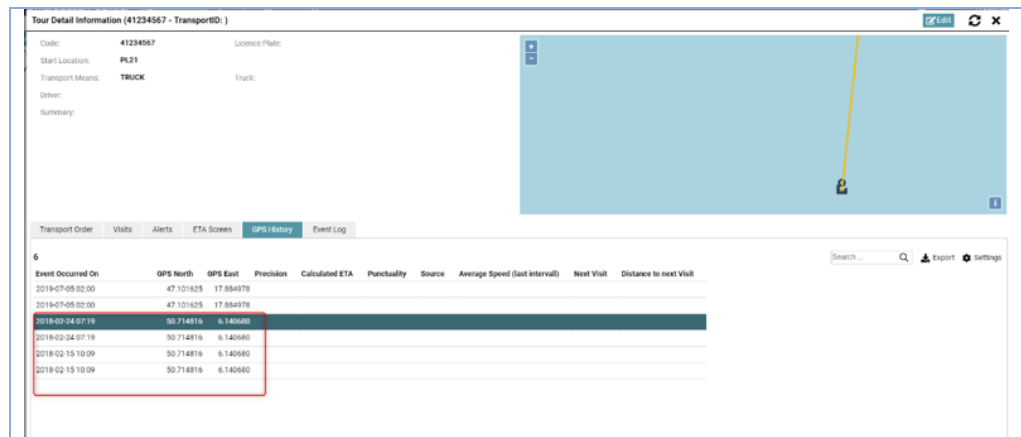 Tour Detail Information (41234567 - TransportID: )
Edit
Code: 41234567 Licence Plate:
Start Location: PL21
Transport Means: TRUCK Truck:
Driver:
Summary:
+
-
i
Transport Order Visits Alerts ETA Screen GPS History Event Log
6
Search ... Export Settings
Event Occurred On GPS North GPS East Precision Calculated ETA Punctuality Source Average Speed (last intervall) Next Visit Distance to next Visit
2019-07-05 02:00 47.101625 17.884978
2019-07-05 02:00 47.101625 17.884978
2018-02-24 07:19 50.714816 6.140680
2018-02-24 07:19 50.714816 6.140680
2018-02-15 10:09 50.714816 6.140680
2018-02-15 10:09 50.714816 6.140680